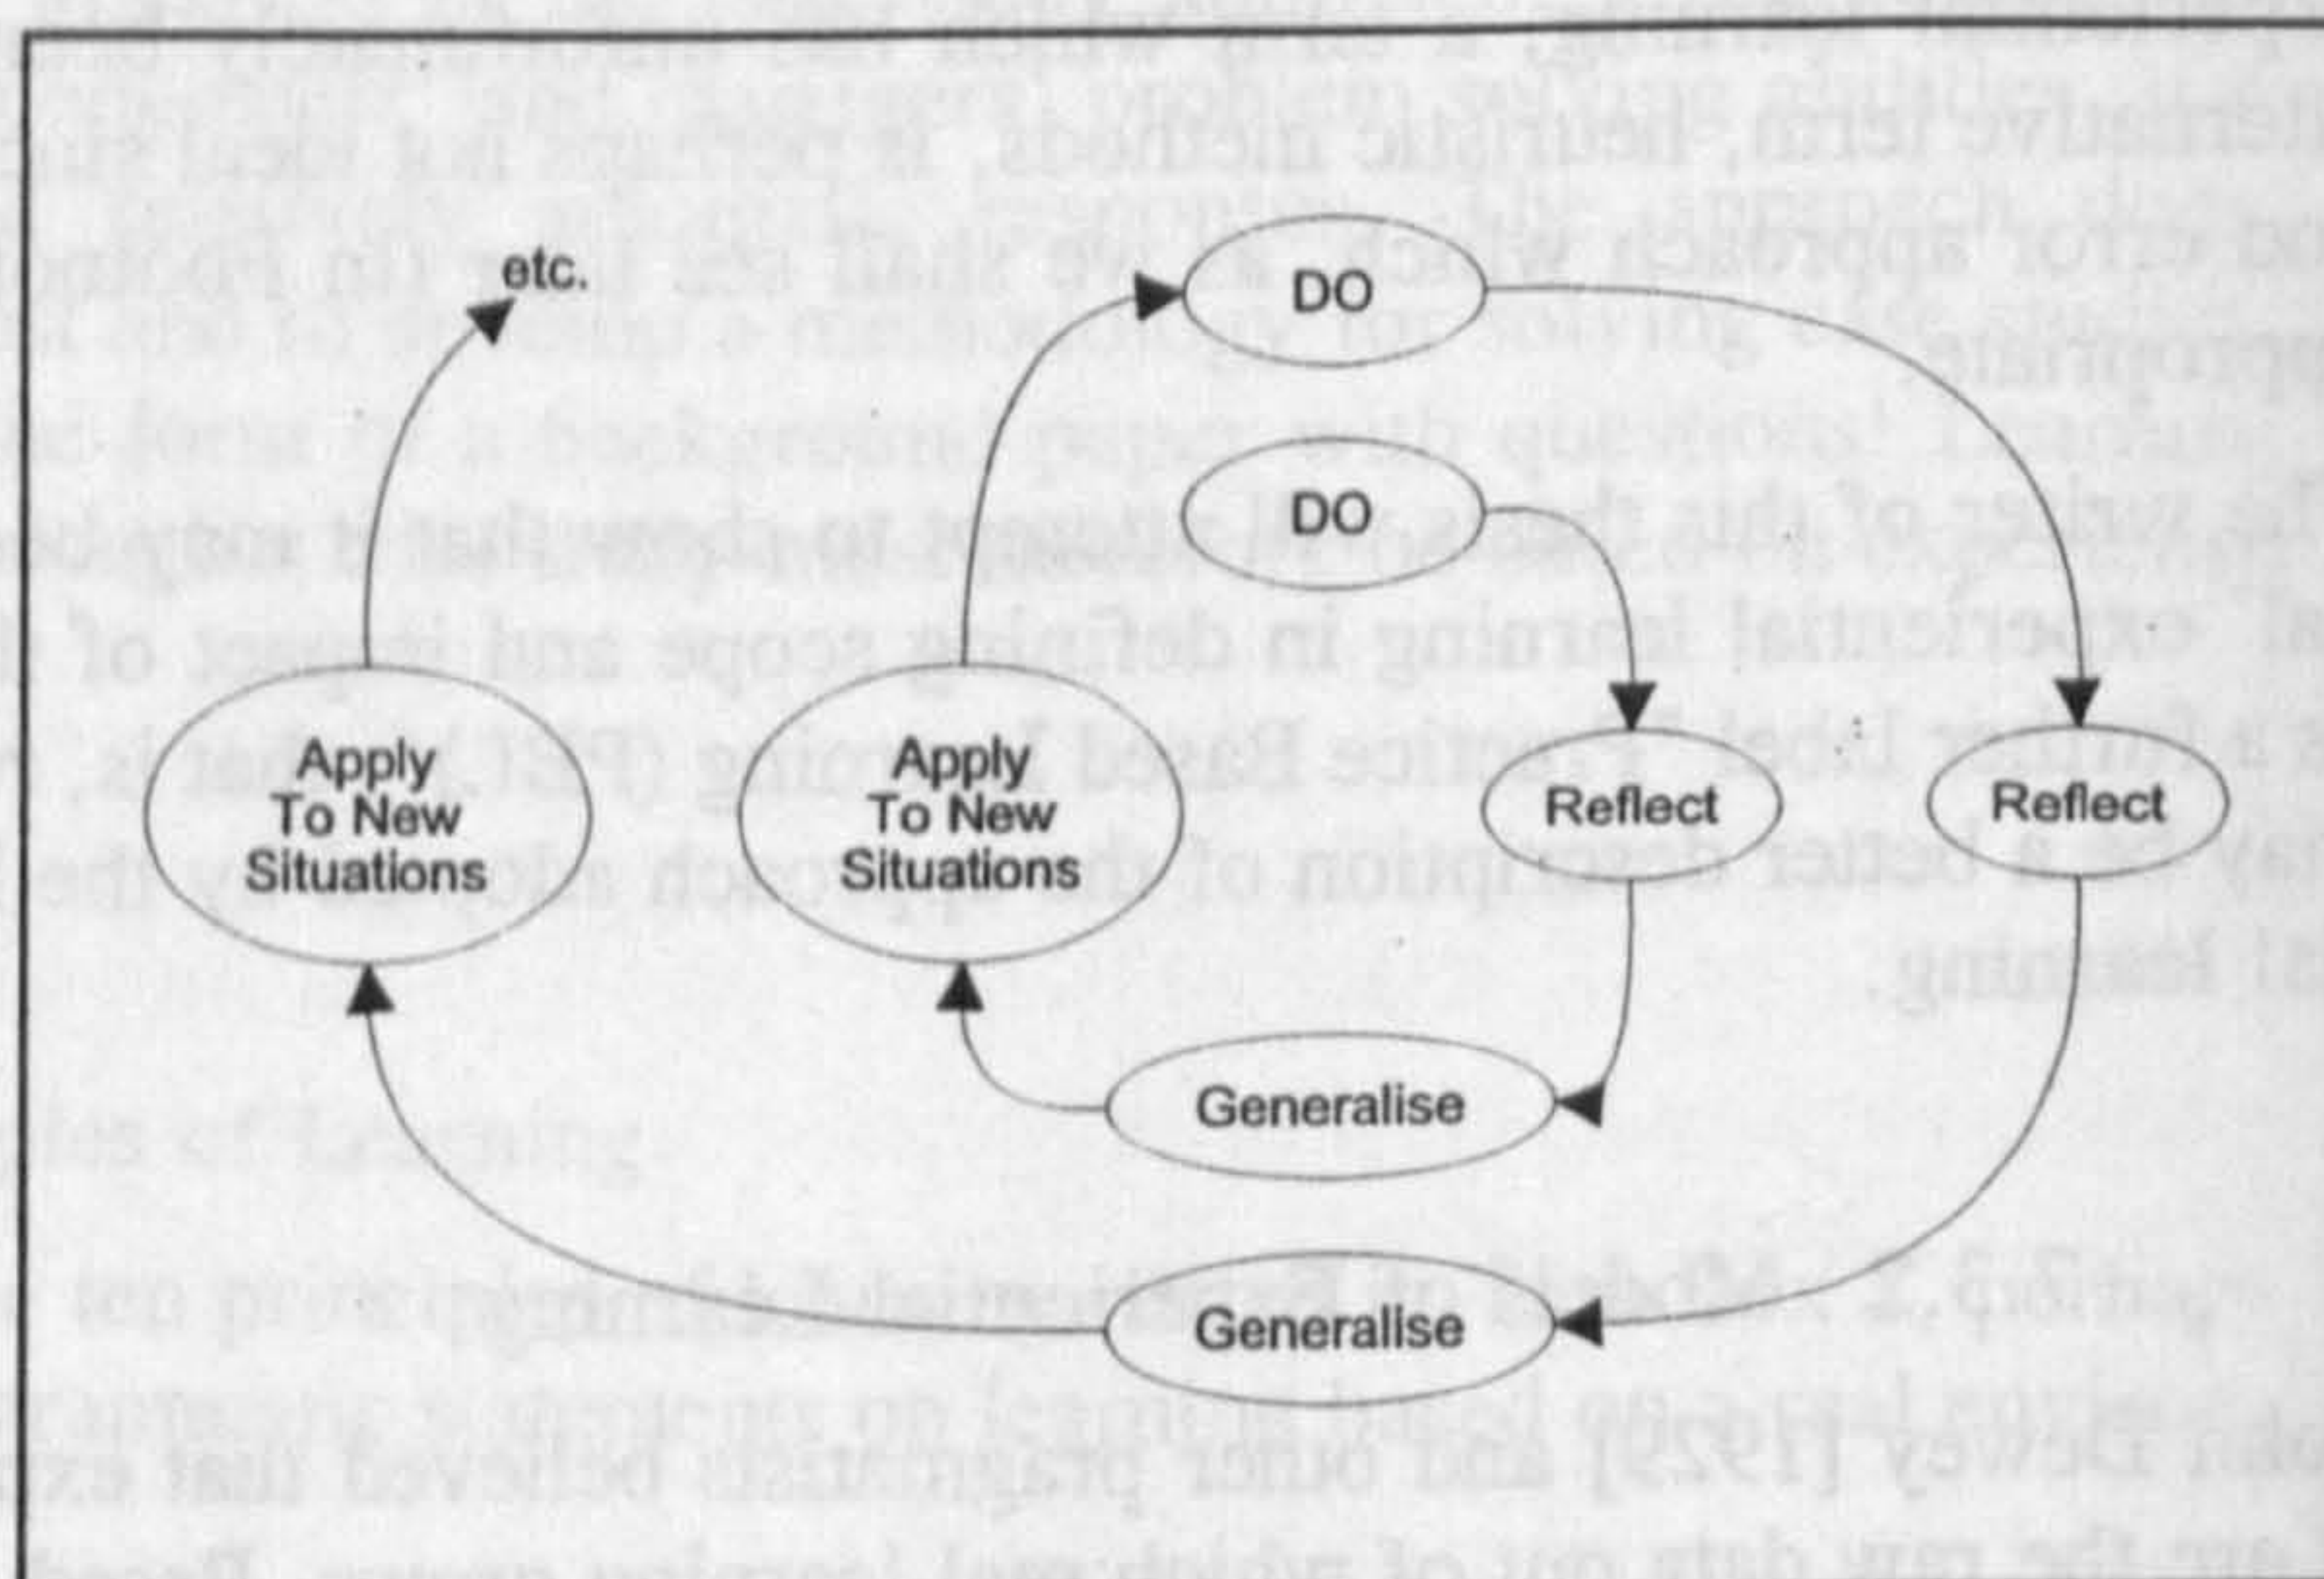 etc.
DO
DO
Apply
To New
Situations
Apply
To New
Situations
Reflect
Reflect
Generalise
Generalise